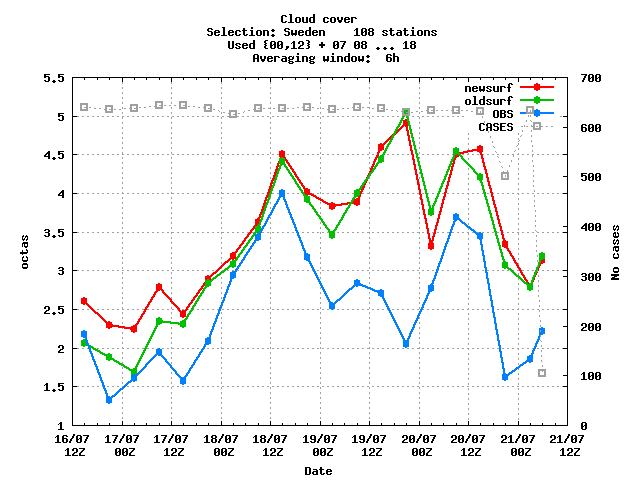 Cloud cover
Selection: Sweden    108 stations
Used {00,12} + 07 08 ... 18
Averaging window:  6h
newsurf
oldsurf
OBS
CASES
octas
5.5
5
4.5
4
3.5
3
2.5
2
1.5
1
700
600
500
400
300
200
100
0
No cases
16/07 17/07 17/07 18/07 18/07 19/07 19/07 20/07 20/07 21/07 21/07
12Z 00Z 12Z 00Z 12Z 00Z 12Z 00Z 12Z 00Z 12Z
Date